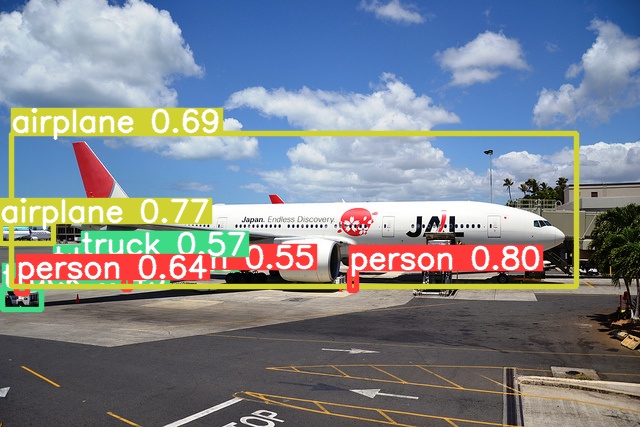 airplane 0.69
airplane 0.77
Japan. Endless Discovery.
JAL
truck 0.57
person 0.64
0.55
person 0.80
STOP